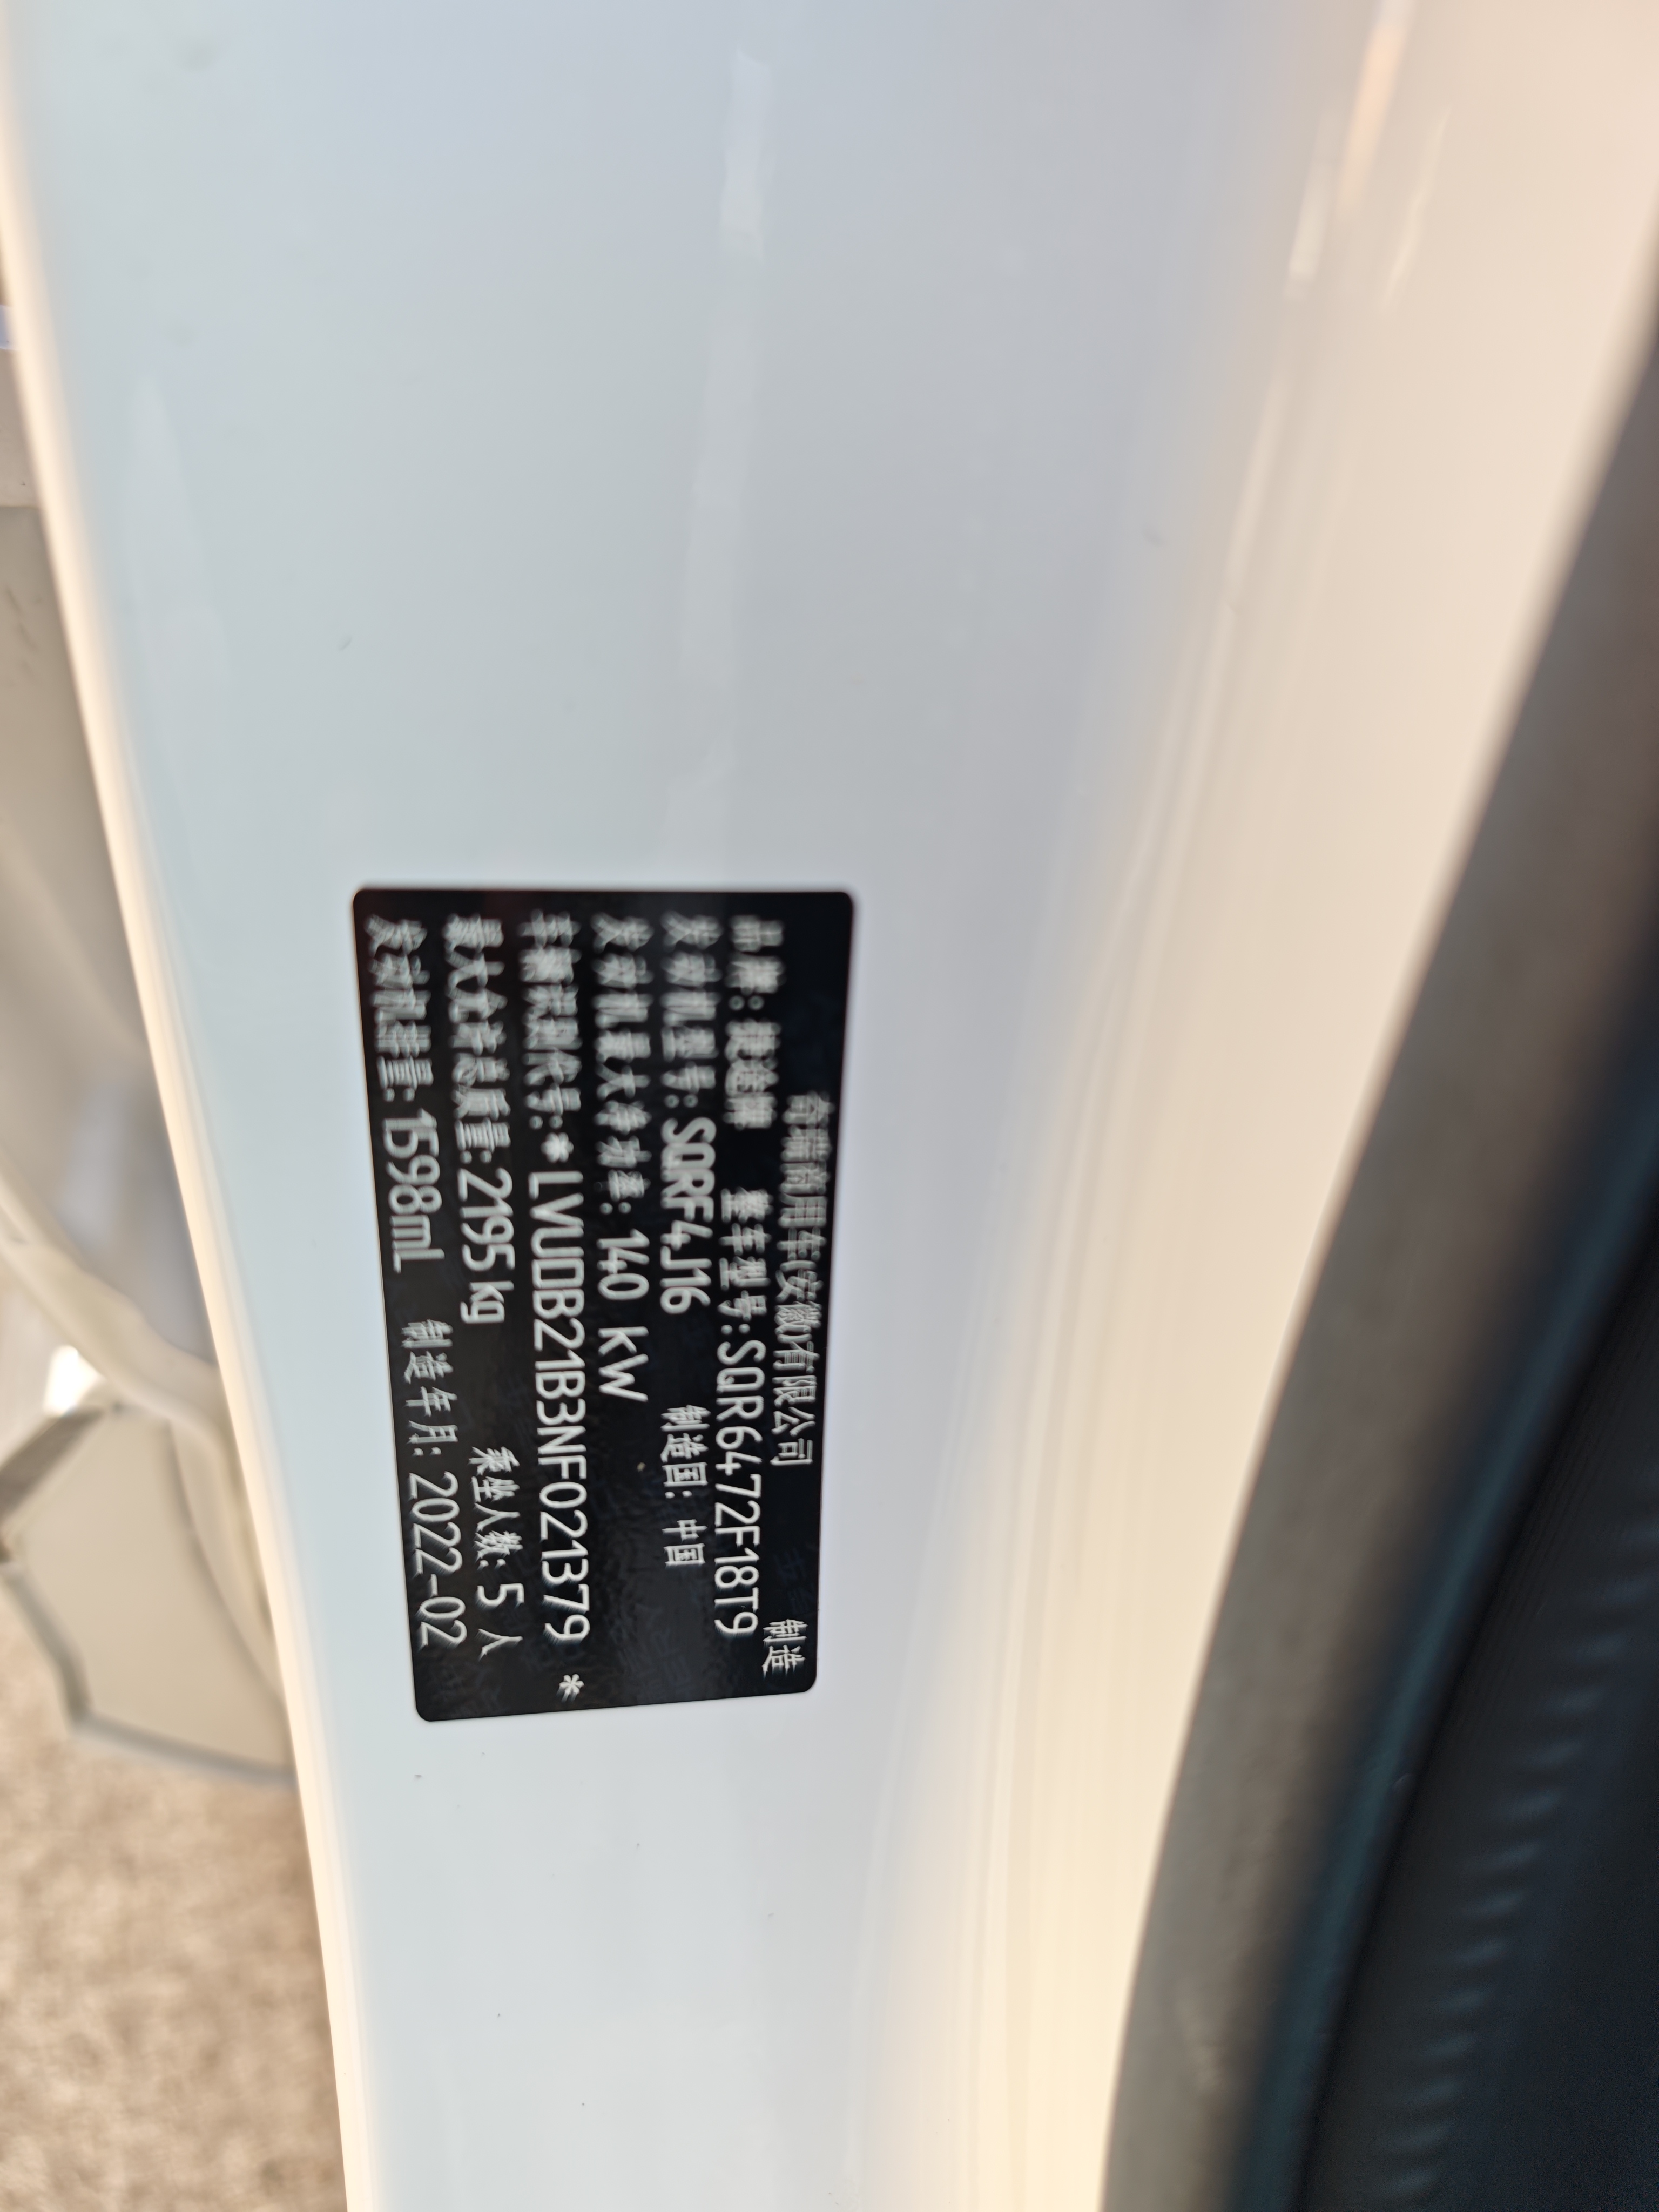 奇瑞商用车(安徽)有限公司 制造
品牌: 捷途牌 整车型号: SQR6472F18T9
发动机型号: SQRF4J16 制造国: 中国
发动机最大净功率: 140 kW
车辆识别代号: *LVUDB21B3NF021379*
最大允许总质量: 2195kg 乘坐人数: 5 人
发动机排量: 1598mL 制造年月: 2022-02